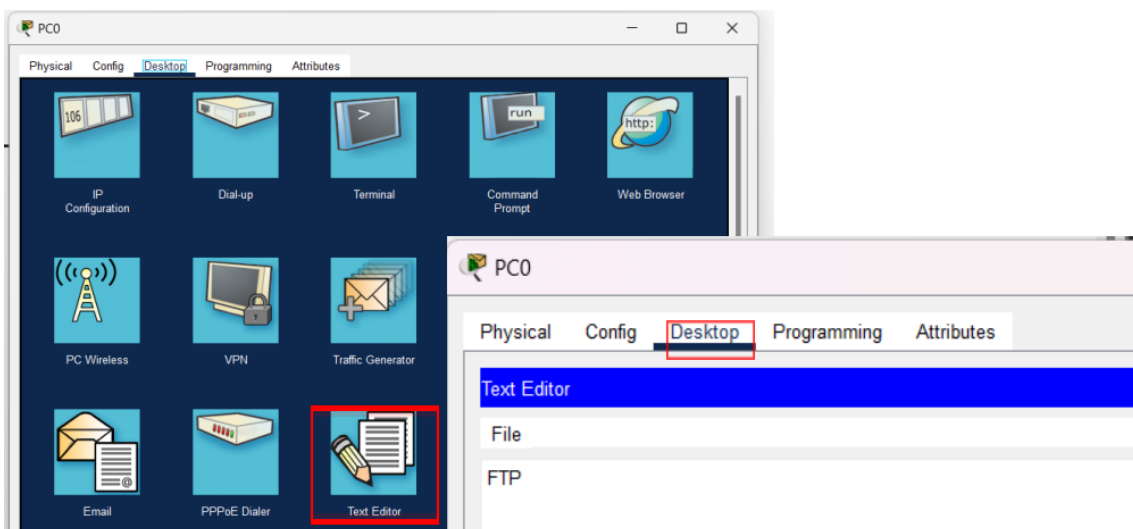 PC0
Physical Config Desktop Programming Attributes
106
>
run
http:
IP
Configuration
Dial-up
Terminal
Command
Prompt
Web Browser
PC Wireless
VPN
Traffic Generator
@
Email
PPPoE Dialer
Text Editor
PC0
Physical Config Desktop Programming Attributes
Text Editor
File
FTP